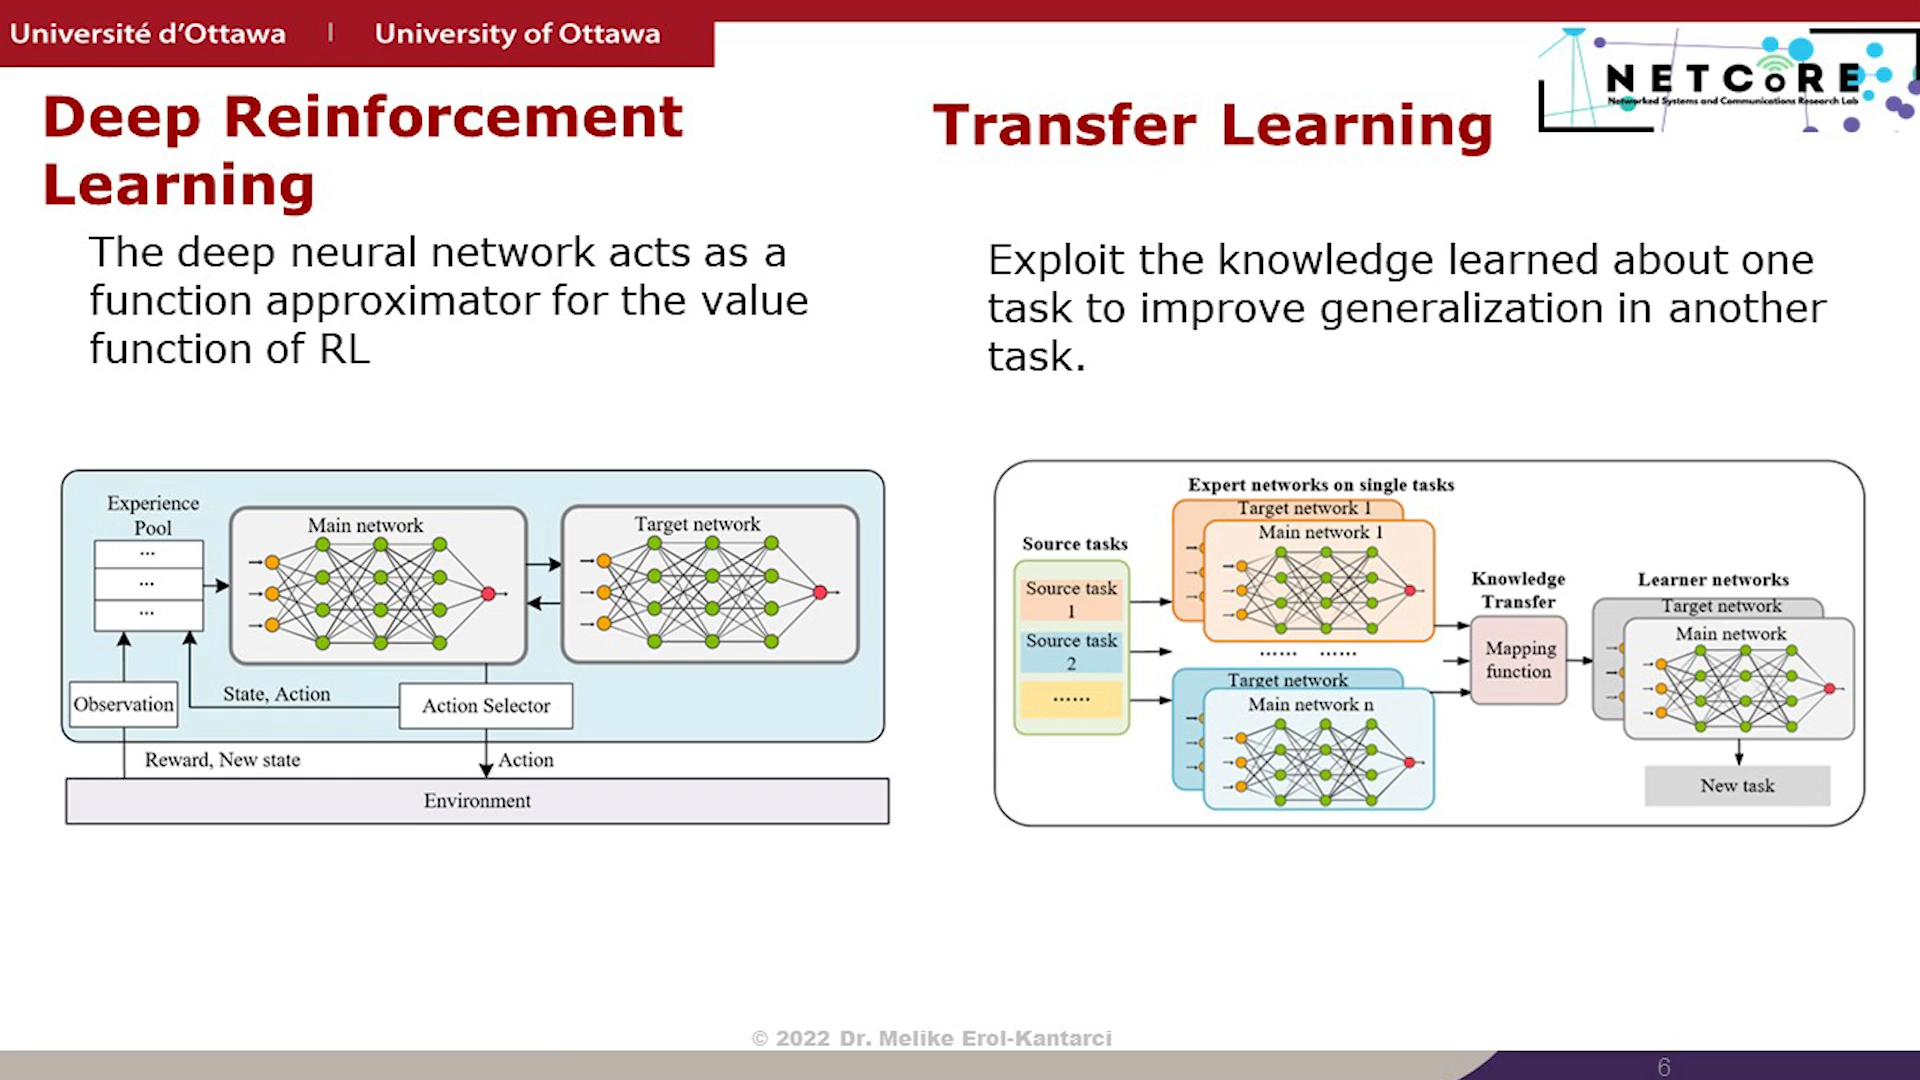 Université d'Ottawa | University of Ottawa
NETCoRE
Networked Systems and Communications Research Lab
Deep Reinforcement
Learning
The deep neural network acts as a
function approximator for the value
function of RL
Experience
Pool
...
...
...
Main network
Target network
Observation
State, Action
Action Selector
Reward, New state
Action
Environment
Transfer Learning
Exploit the knowledge learned about one
task to improve generalization in another
task.
Expert networks on single tasks
Target network 1
Main network 1
Source tasks
Source task
1
Source task
2
......
...... ......
Target network
Main network n
Knowledge
Transfer
Mapping
function
Learner networks
Target network
Main network
New task
© 2022 Dr. Melike Erol-Kantarci
6